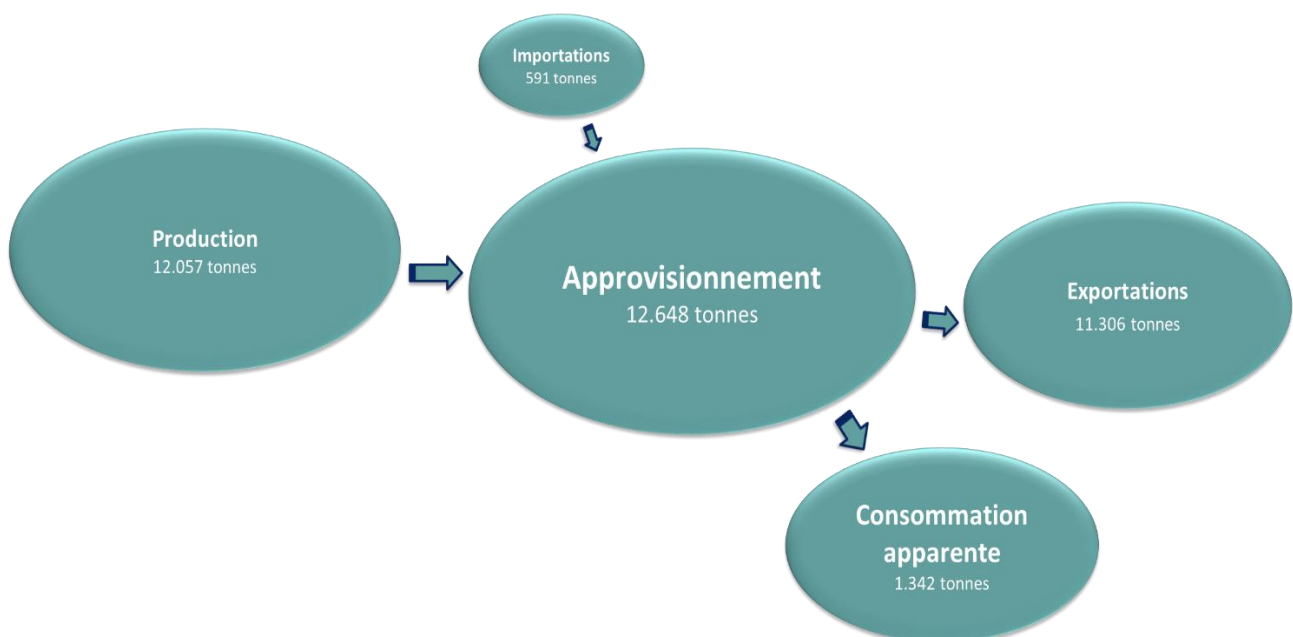 Importations
591 tonnes
Production
12.057 tonnes
Approvisionnement
12.648 tonnes
Exportations
11.306 tonnes
Consommation
apparente
1.342 tonnes